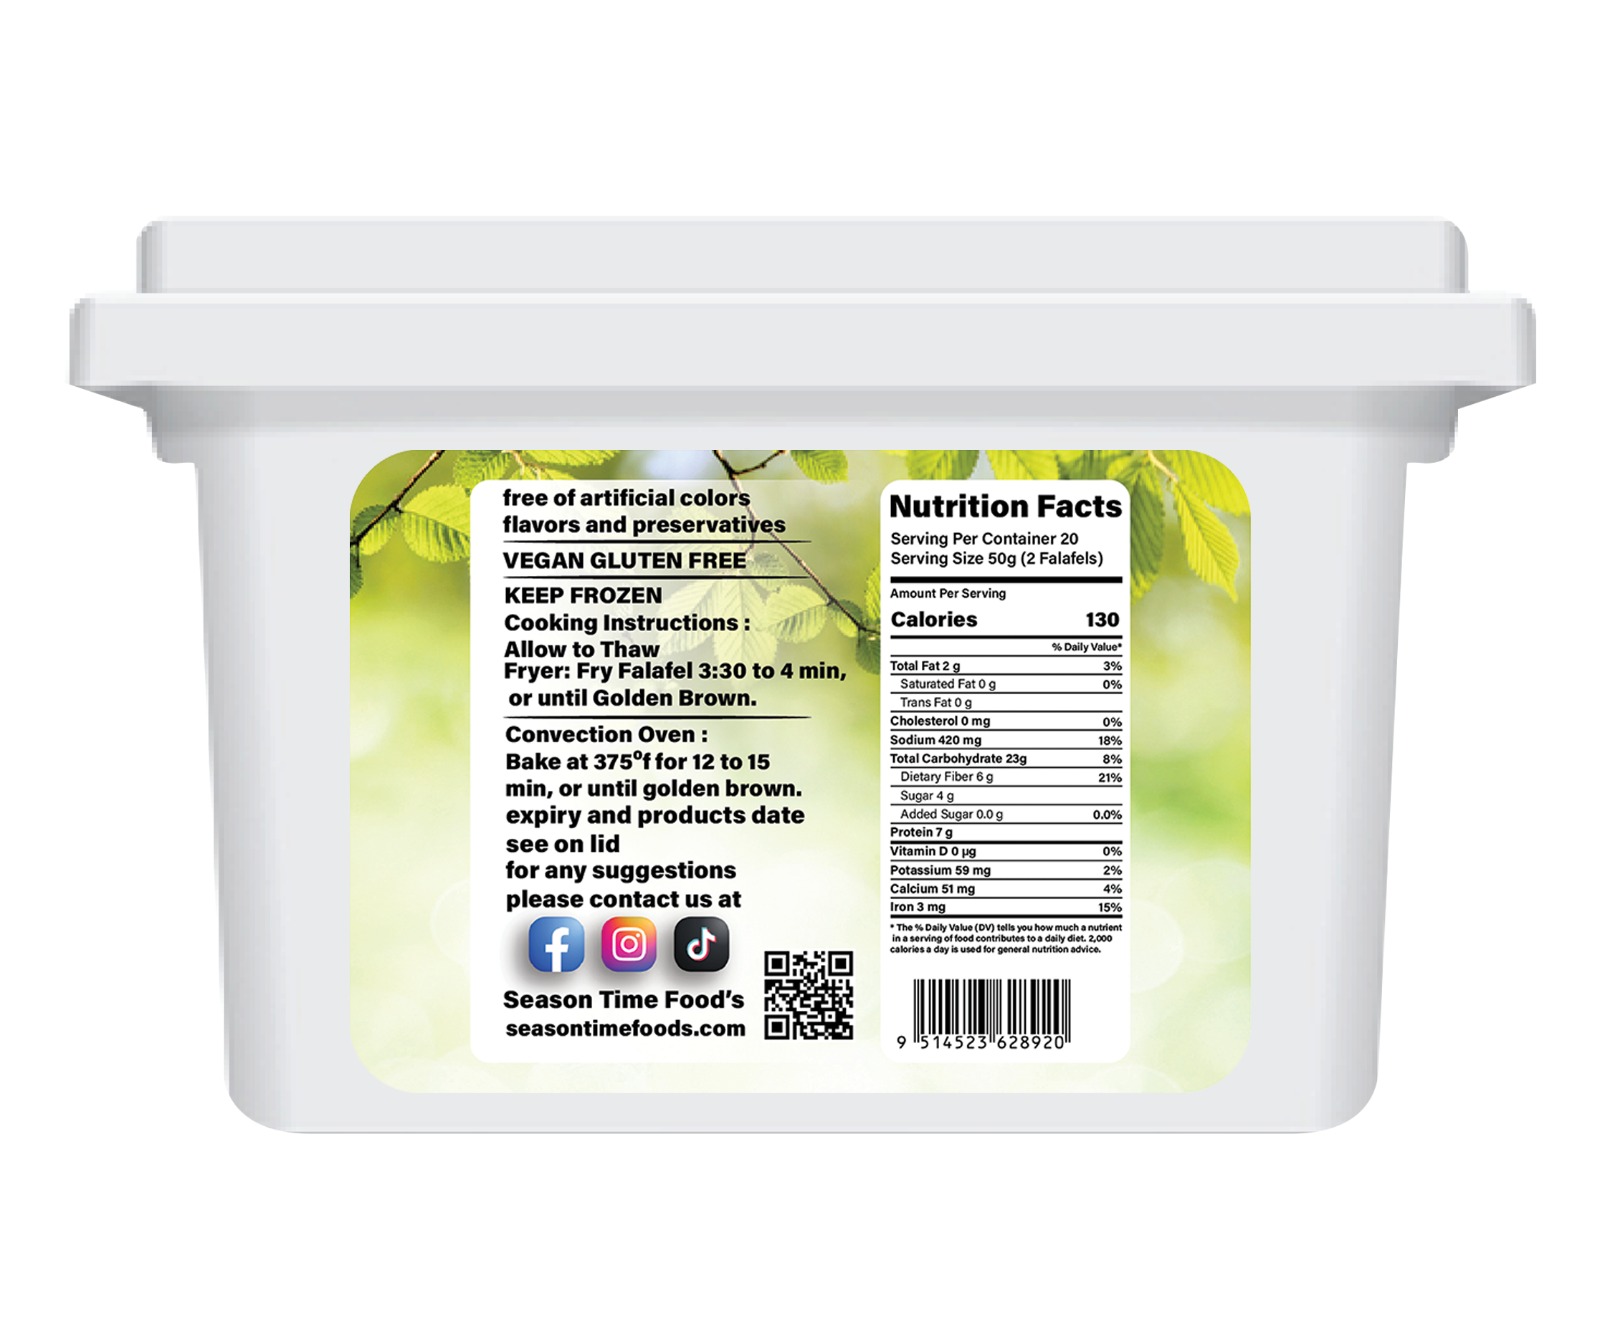 free of artificial colors
flavors and preservatives
VEGAN GLUTEN FREE
KEEP FROZEN
Cooking Instructions :
Allow to Thaw
Fryer: Fry Falafel 3:30 to 4 min,
or until Golden Brown.
Convection Oven :
Bake at 375ºf for 12 to 15
min, or until golden brown.
expiry and products date
see on lid
for any suggestions
please contact us at
Season Time Food’s
seasontimefoods.com
Nutrition Facts
Serving Per Container 20
Serving Size 50g (2 Falafels)
Amount Per Serving
Calories 130
% Daily Value*
Total Fat 2 g 3%
Saturated Fat 0 g 0%
Trans Fat 0 g
Cholesterol 0 mg 0%
Sodium 420 mg 18%
Total Carbohydrate 23g 8%
Dietary Fiber 6 g 21%
Sugar 4 g
Added Sugar 0.0 g 0.0%
Protein 7 g
Vitamin D 0 µg 0%
Potassium 59 mg 2%
Calcium 51 mg 4%
Iron 3 mg 15%
* The % Daily Value (DV) tells you how much a nutrient
in a serving of food contributes to a daily diet. 2,000
calories a day is used for general nutrition advice.
9 514523 628920